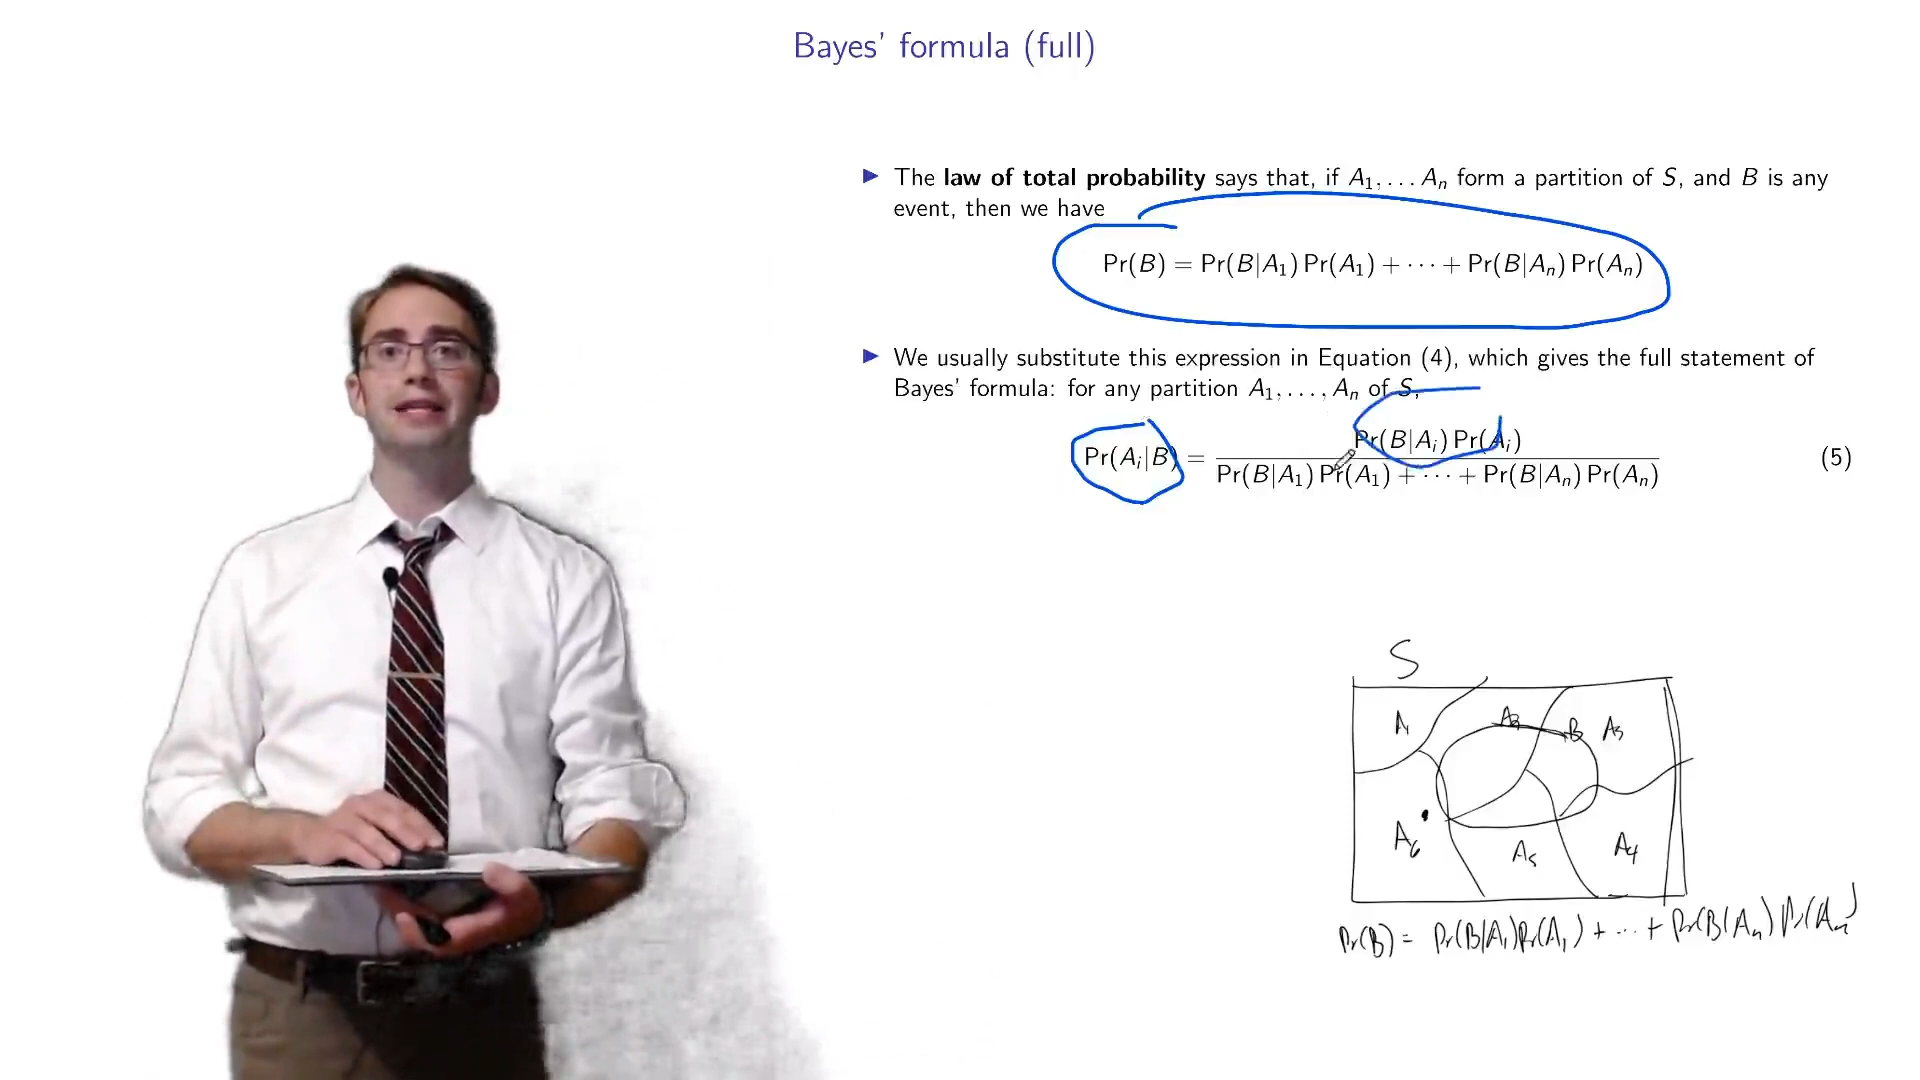 Bayes' formula (full)
▶ The law of total probability says that, if A₁, … Aₙ form a partition of S, and B is any
event, then we have
Pr(B) = Pr(B|A₁) Pr(A₁) + ⋯ + Pr(B|Aₙ) Pr(Aₙ)
▶ We usually substitute this expression in Equation (4), which gives the full statement of
Bayes' formula: for any partition A₁, …, Aₙ of S,
Pr(B|Aᵢ) Pr(Aᵢ)
Pr(Aᵢ|B) = (5)
Pr(B|A₁) Pr(A₁) + ⋯ + Pr(B|Aₙ) Pr(Aₙ)
S
A₁ A₂ B A₃
A₆ A₅ A₄
Pr(B) = Pr(B|A₁)Pr(A₁) + ⋯ + Pr(B|Aₙ)Pr(Aₙ)